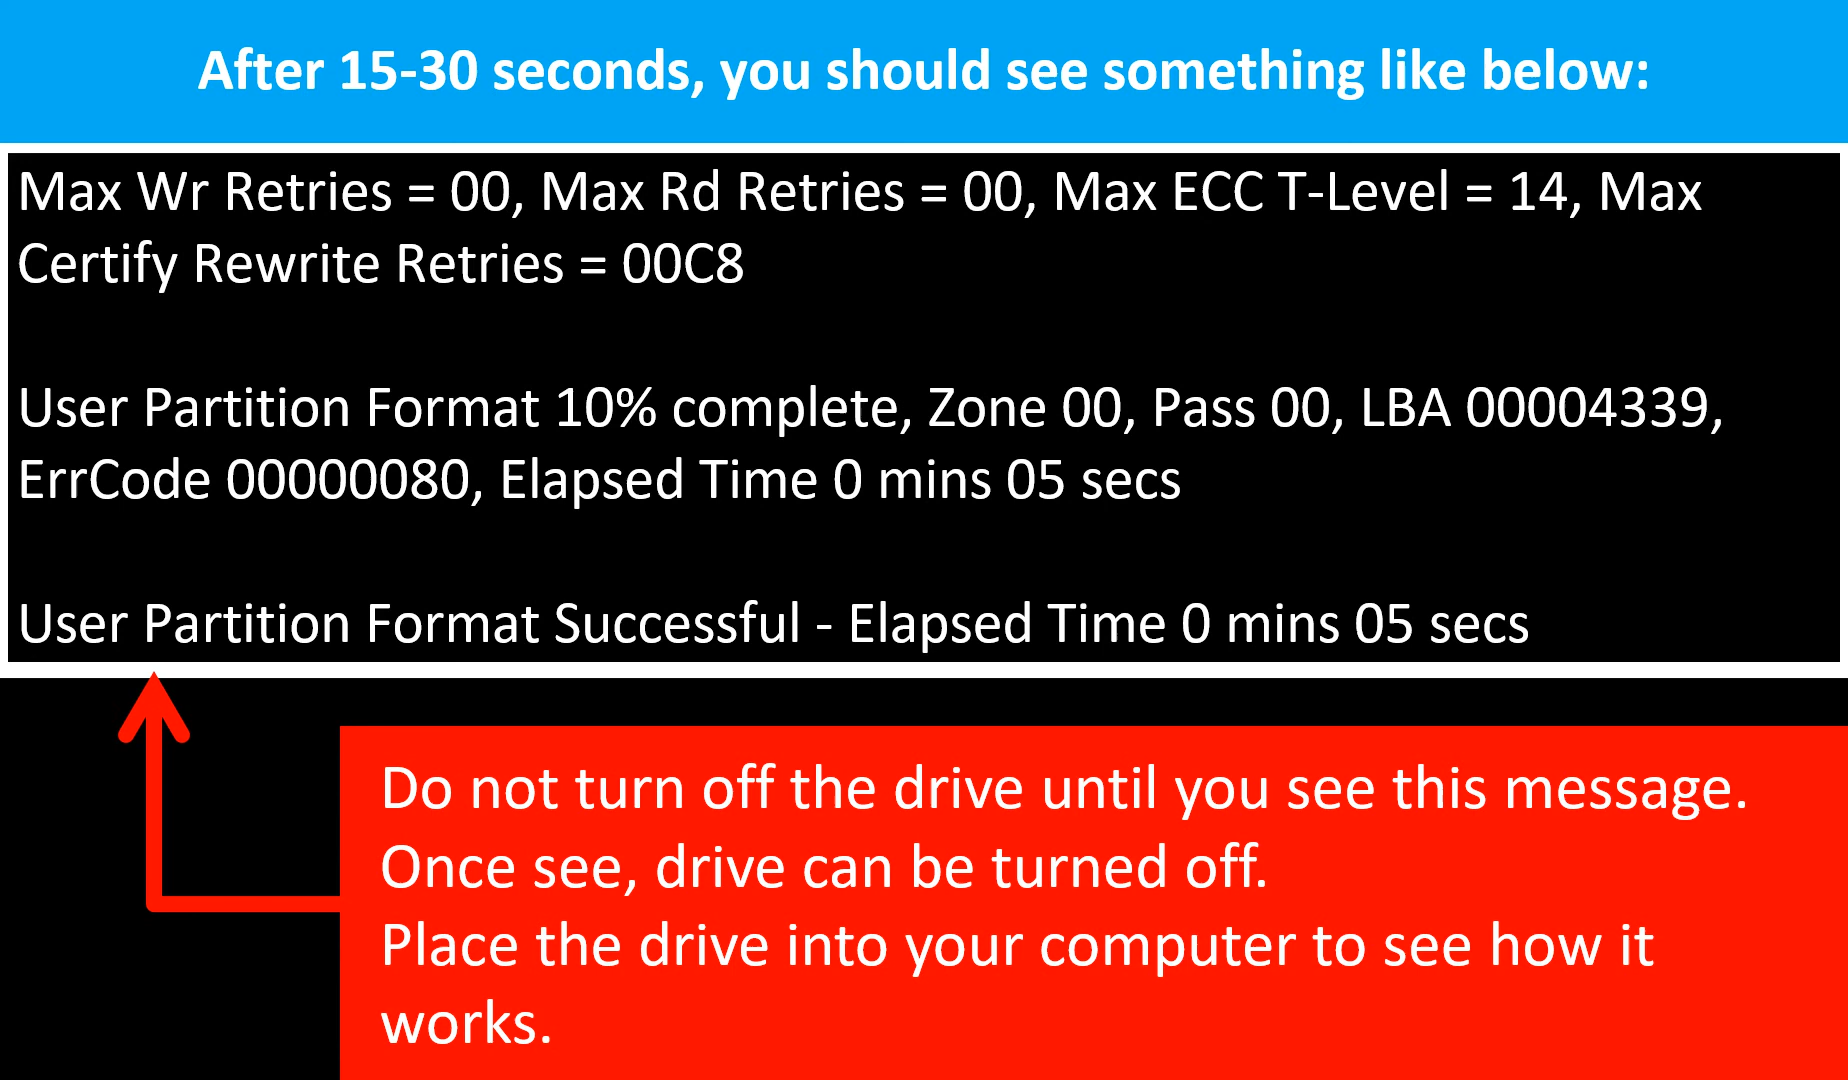 After 15-30 seconds, you should see something like below:
Max Wr Retries = 00, Max Rd Retries = 00, Max ECC T-Level = 14, Max
Certify Rewrite Retries = 00C8
User Partition Format 10% complete, Zone 00, Pass 00, LBA 00004339,
ErrCode 00000080, Elapsed Time 0 mins 05 secs
User Partition Format Successful - Elapsed Time 0 mins 05 secs
Do not turn off the drive until you see this message.
Once see, drive can be turned off.
Place the drive into your computer to see how it
works.